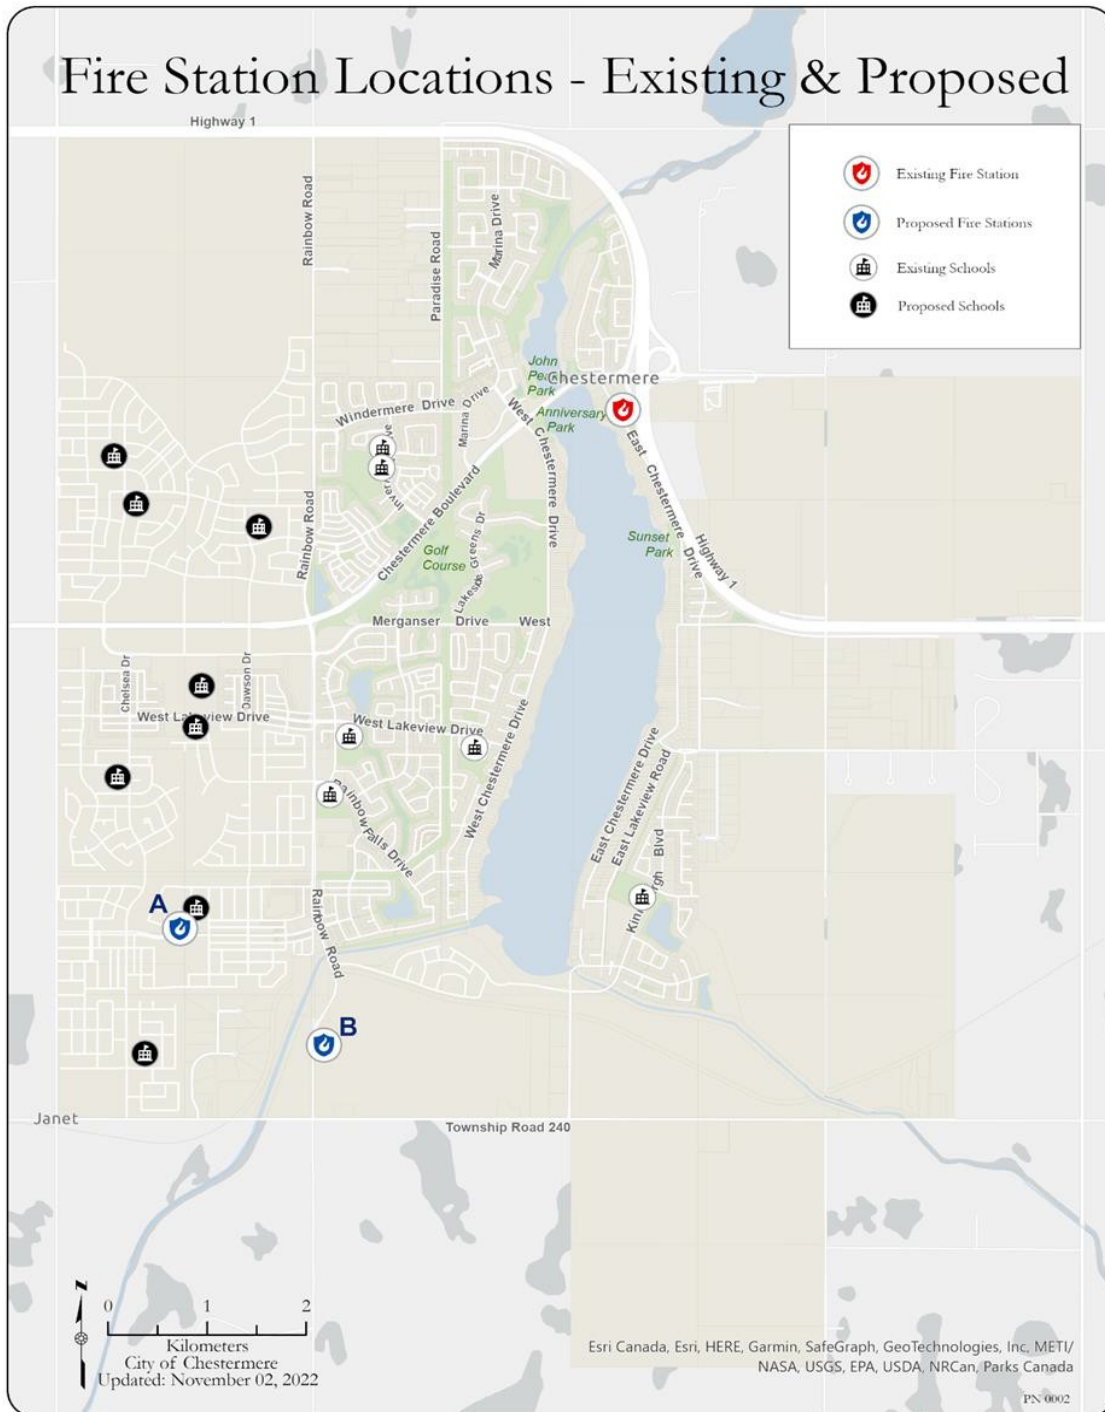 Fire Station Locations - Existing & Proposed
Highway 1
Existing Fire Station
Proposed Fire Stations
Existing Schools
Proposed Schools
Rainbow Road
Paradise Road
Marina Drive
John
Peak
Park
Chestermere
Windermere Drive
Marina Drive
Anniversary
Park
West Chestermere Drive
East Chestermere Drive
Chestermere Boulevard
Rainbow Road
Golf
Course
Lakeside Greens Dr
Sunset
Park
Highway 1
Merganser Drive West
Chelsea Dr
Dawson Dr
West Lakeview Drive
West Lakeview Drive
West Chestermere Drive
Rainbow Falls Drive
East Chestermere Drive
East Lakeview Road
Blvd
A
Rainbow Road
B
Janet
Township Road 240
N
0 1 2
Kilometers
City of Chestermere
Updated: November 02, 2022
Esri Canada, Esri, HERE, Garmin, SafeGraph, GeoTechnologies, Inc, METI/
NASA, USGS, EPA, USDA, NRCan, Parks Canada
PN 0002